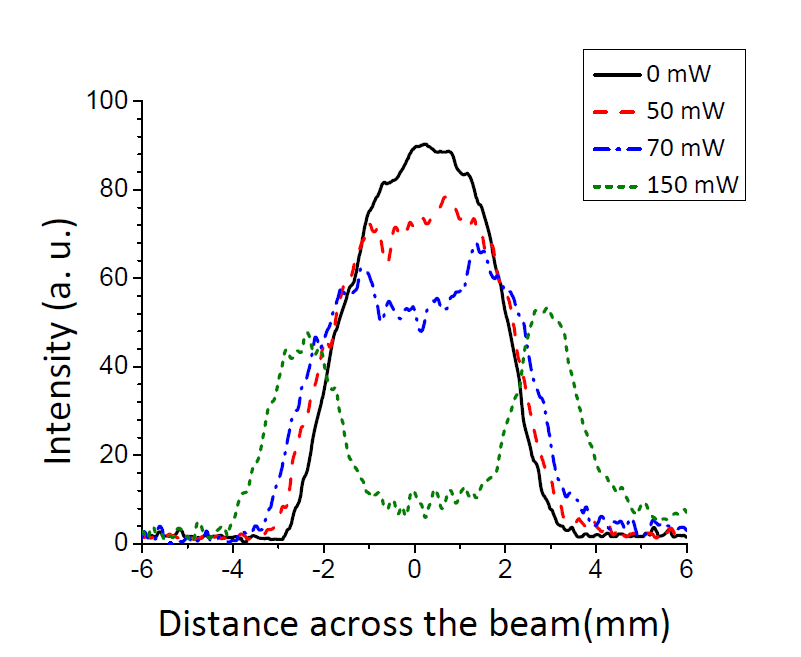 0 mW
50 mW
70 mW
150 mW
100
80
60
40
20
0
Intensity (a. u.)
-6 -4 -2 0 2 4 6
Distance across the beam(mm)